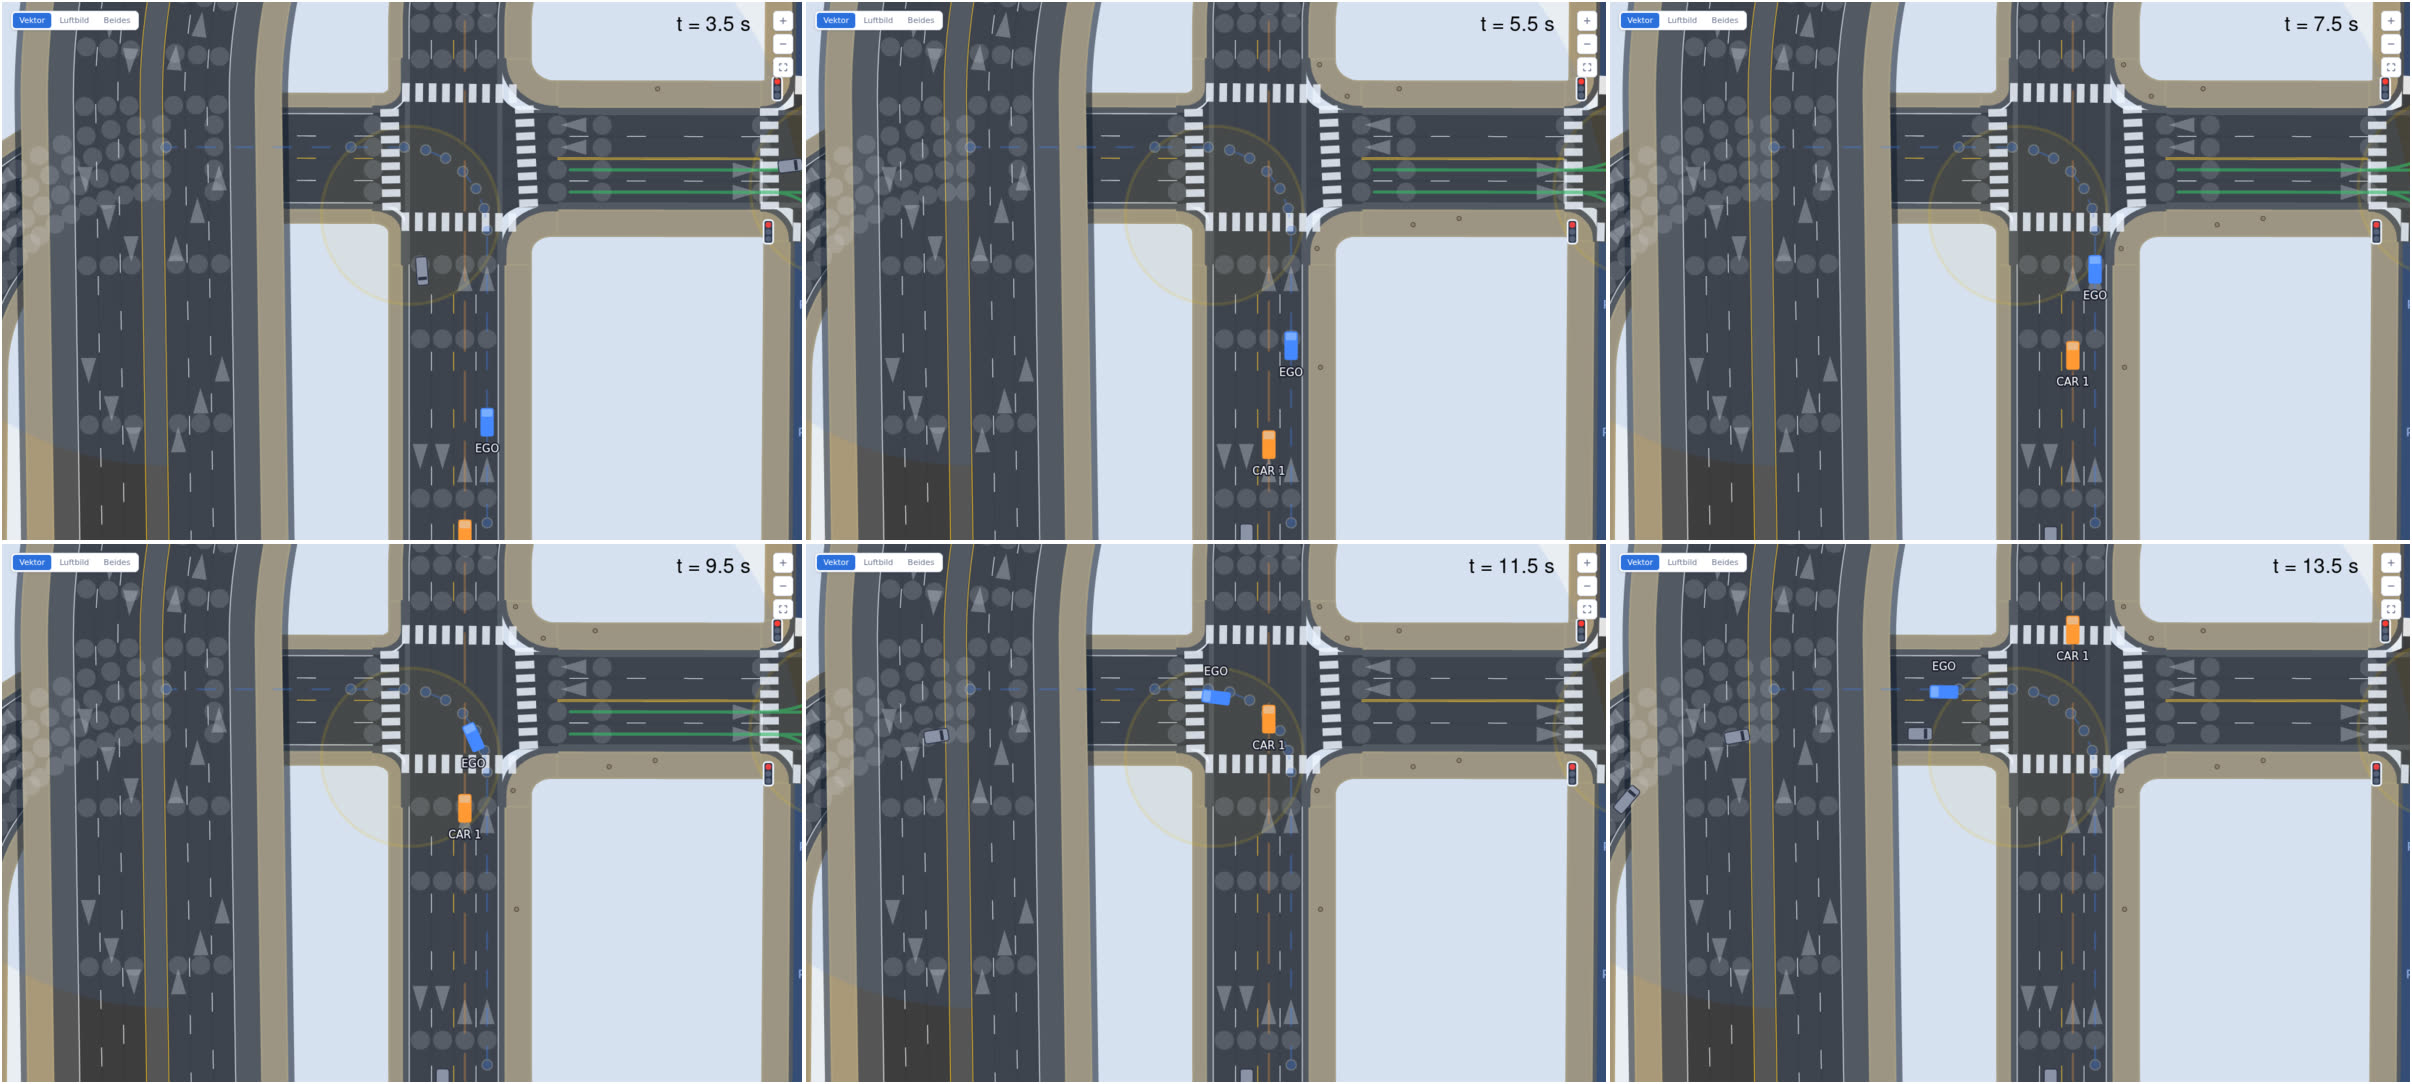 Vektor Luftbild Beides
t = 3.5 s
+
−
EGO
Vektor Luftbild Beides
t = 5.5 s
+
−
EGO
CAR 1
Vektor Luftbild Beides
t = 7.5 s
+
−
EGO
CAR 1
Vektor Luftbild Beides
t = 9.5 s
+
−
EGO
CAR 1
Vektor Luftbild Beides
t = 11.5 s
+
−
EGO
CAR 1
Vektor Luftbild Beides
t = 13.5 s
+
−
EGO
CAR 1